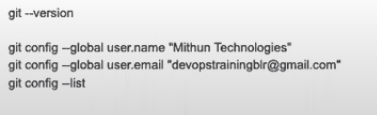 git --version
git config --global user.name "Mithun Technologies"
git config --global user.email "devopstrainingblr@gmail.com"
git config --list